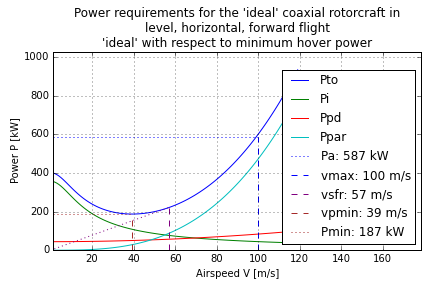 Power requirements for the 'ideal' coaxial rotorcraft in
level, horizontal, forward flight
'ideal' with respect to minimum hover power
1000
800
600
400
200
0
Power P [kW]
Pto
Pi
Ppd
Ppar
Pa: 587 kW
vmax: 100 m/s
vsfr: 57 m/s
vpmin: 39 m/s
Pmin: 187 kW
20 40 60 80 100 120 140 160
Airspeed V [m/s]